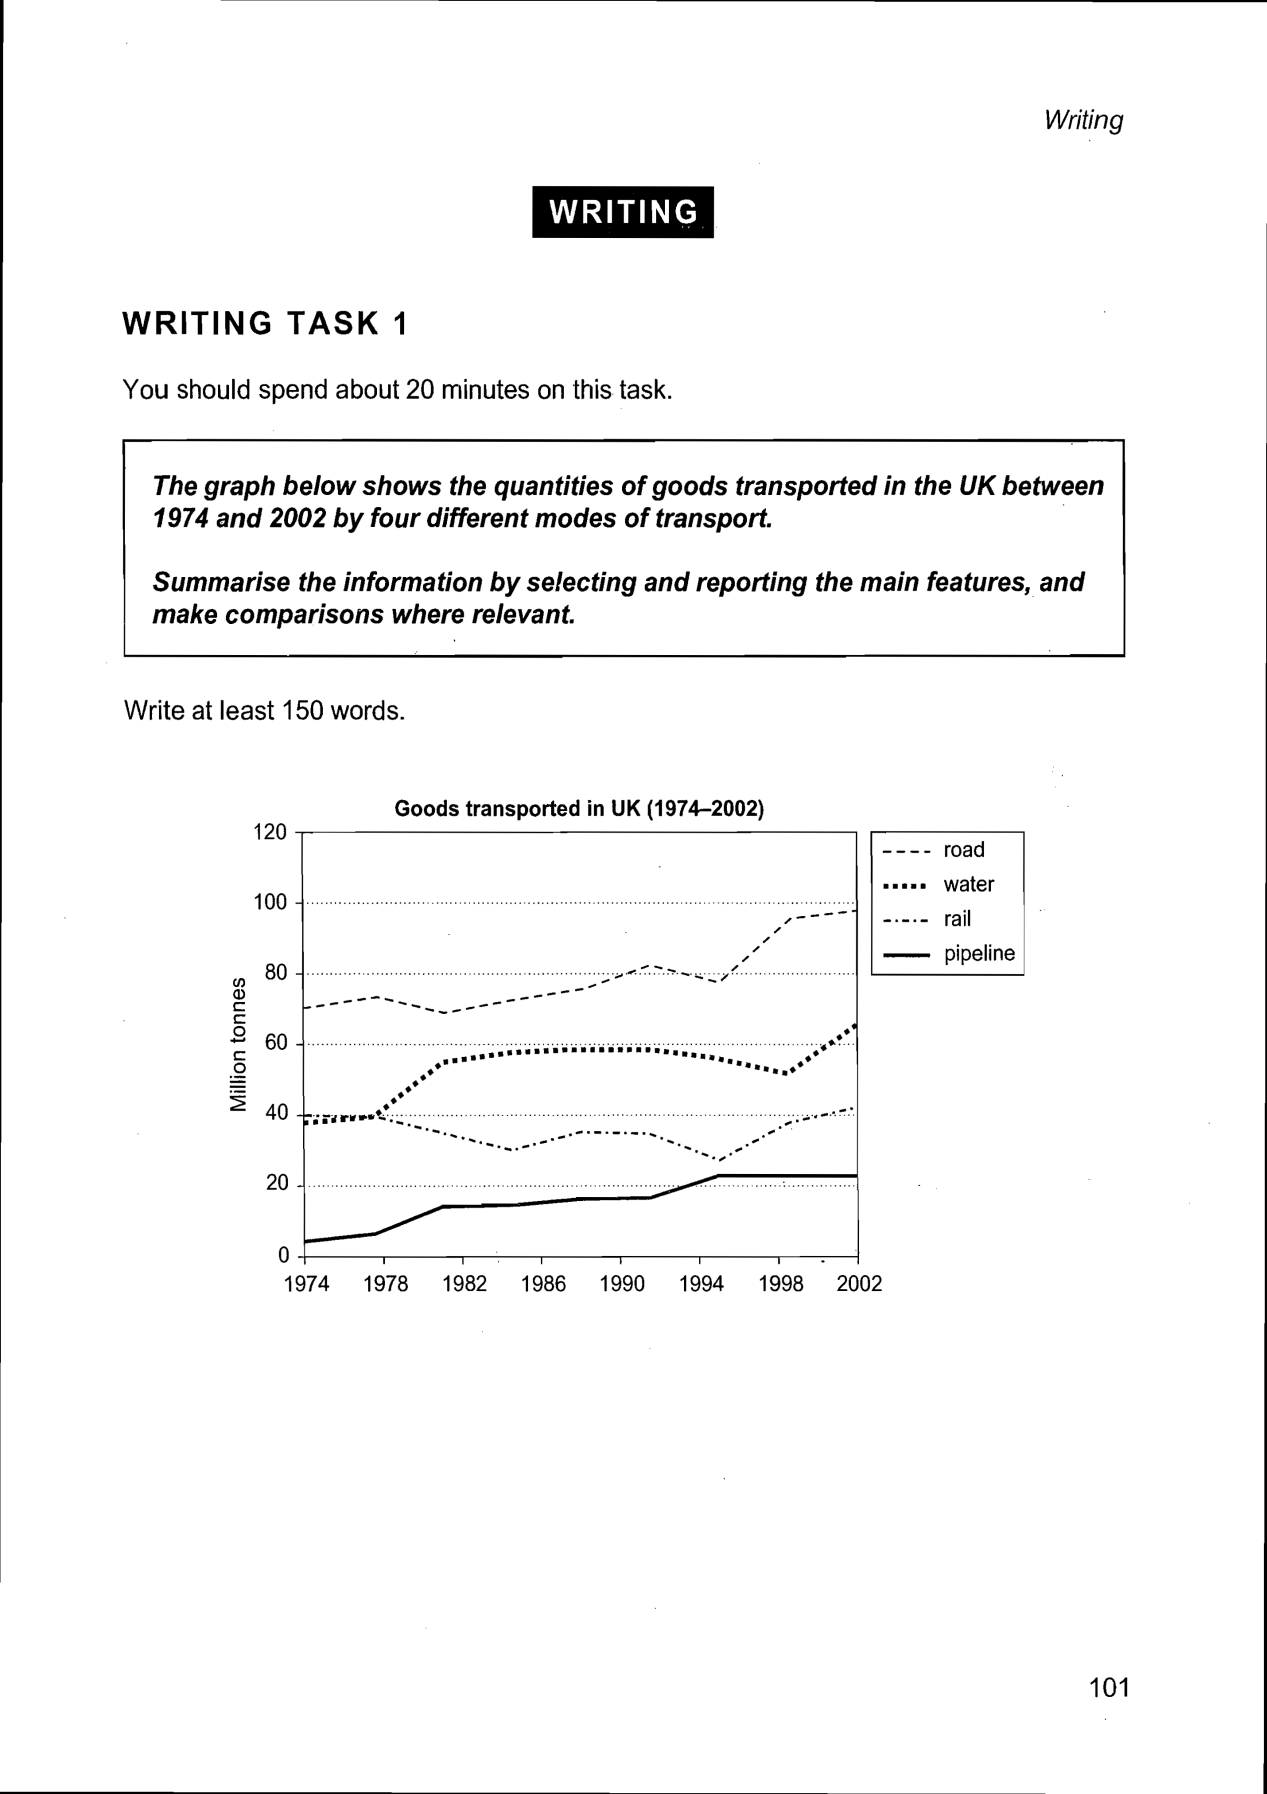 Writing
WRITING
WRITING TASK 1
You should spend about 20 minutes on this task.
The graph below shows the quantities of goods transported in the UK between
1974 and 2002 by four different modes of transport.
Summarise the information by selecting and reporting the main features, and
make comparisons where relevant.
Write at least 150 words.
Goods transported in UK (1974–2002)
120
100
80
60
40
20
0
Million tonnes
1974 1978 1982 1986 1990 1994 1998 2002
road
water
rail
pipeline
101